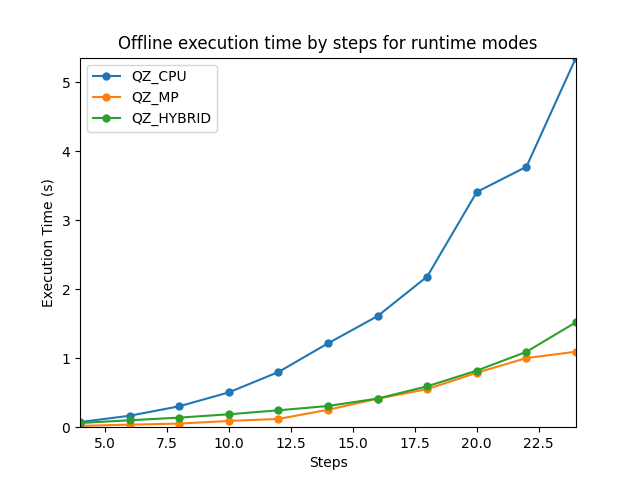 Offline execution time by steps for runtime modes
QZ_CPU
QZ_MP
QZ_HYBRID
Execution Time (s)
5
4
3
2
1
0
5.0 7.5 10.0 12.5 15.0 17.5 20.0 22.5
Steps